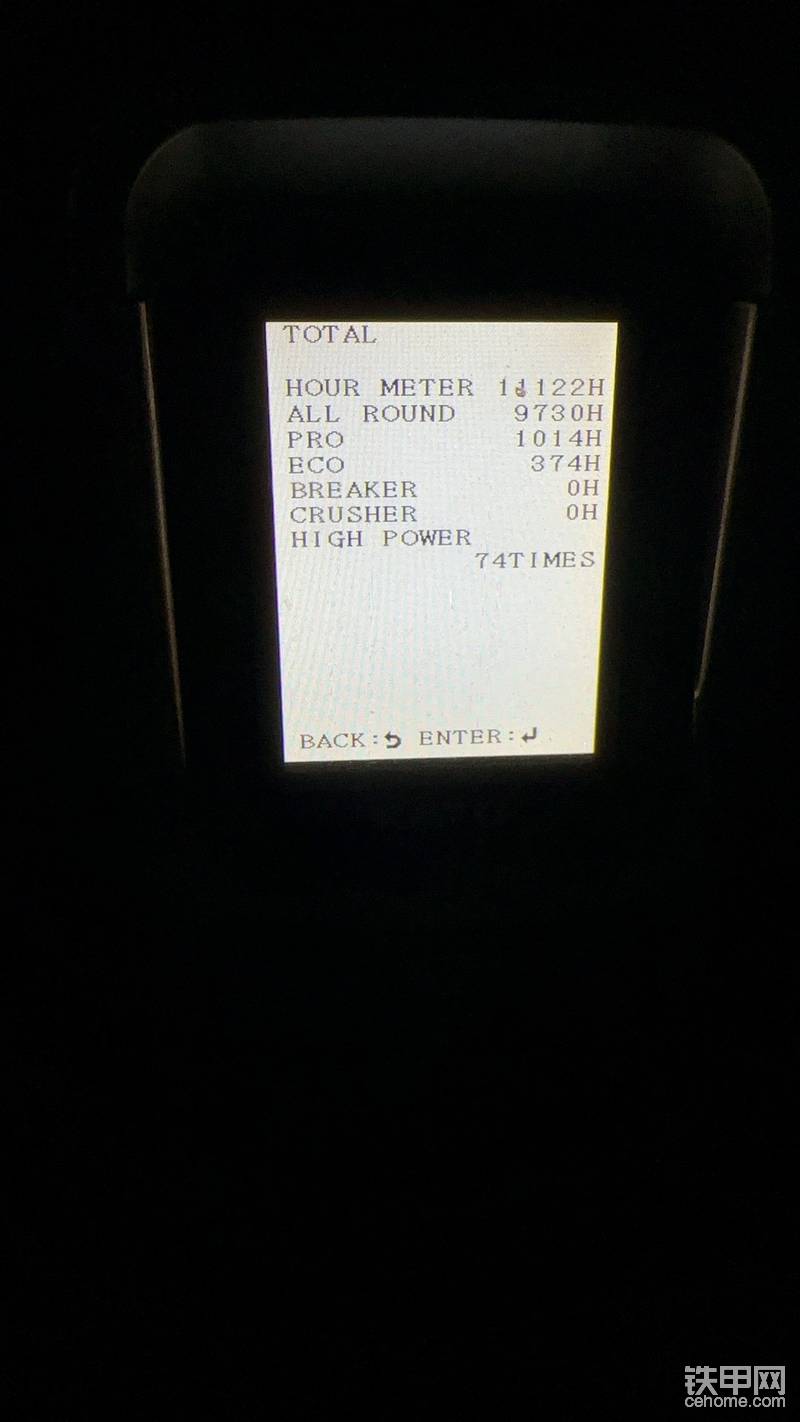 TOTAL
HOUR METER 11122H
ALL ROUND 9730H
PRO 1014H
ECO 374H
BREAKER 0H
CRUSHER 0H
HIGH POWER
74TIMES
BACK:⮌ ENTER:↵
铁甲网
cehome.com